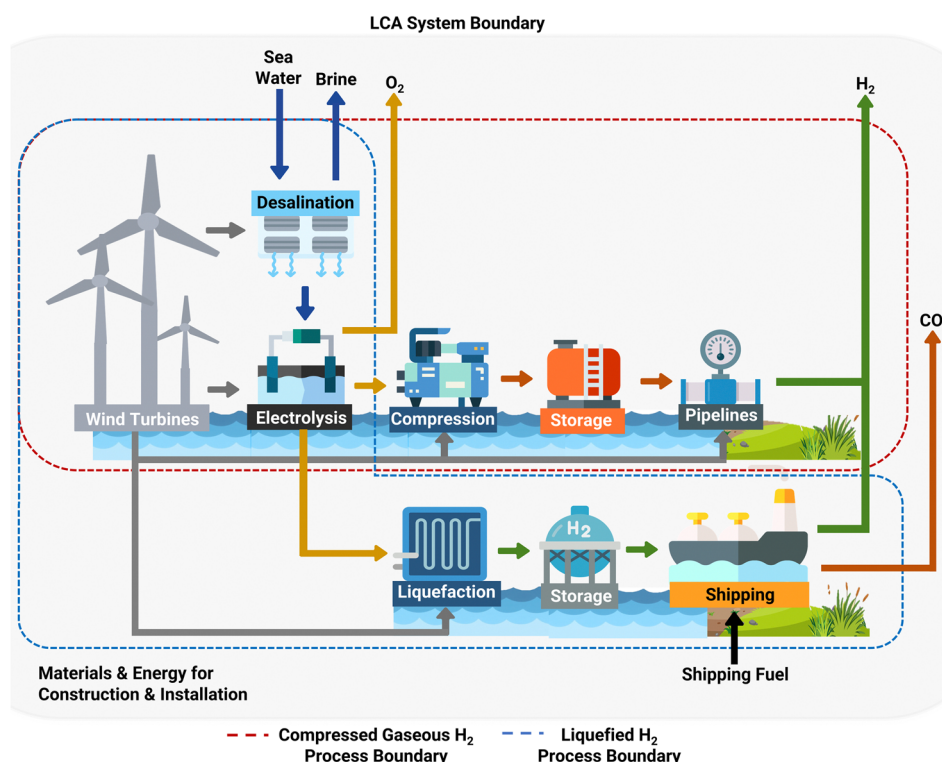 LCA System Boundary
Sea
Water
Brine
O₂
H₂
Desalination
CO
Wind Turbines
Electrolysis
Compression
Storage
Pipelines
H₂
Liquefaction
Storage
Shipping
Materials & Energy for
Construction & Installation
Shipping Fuel
Compressed Gaseous H₂
Process Boundary
Liquefied H₂
Process Boundary